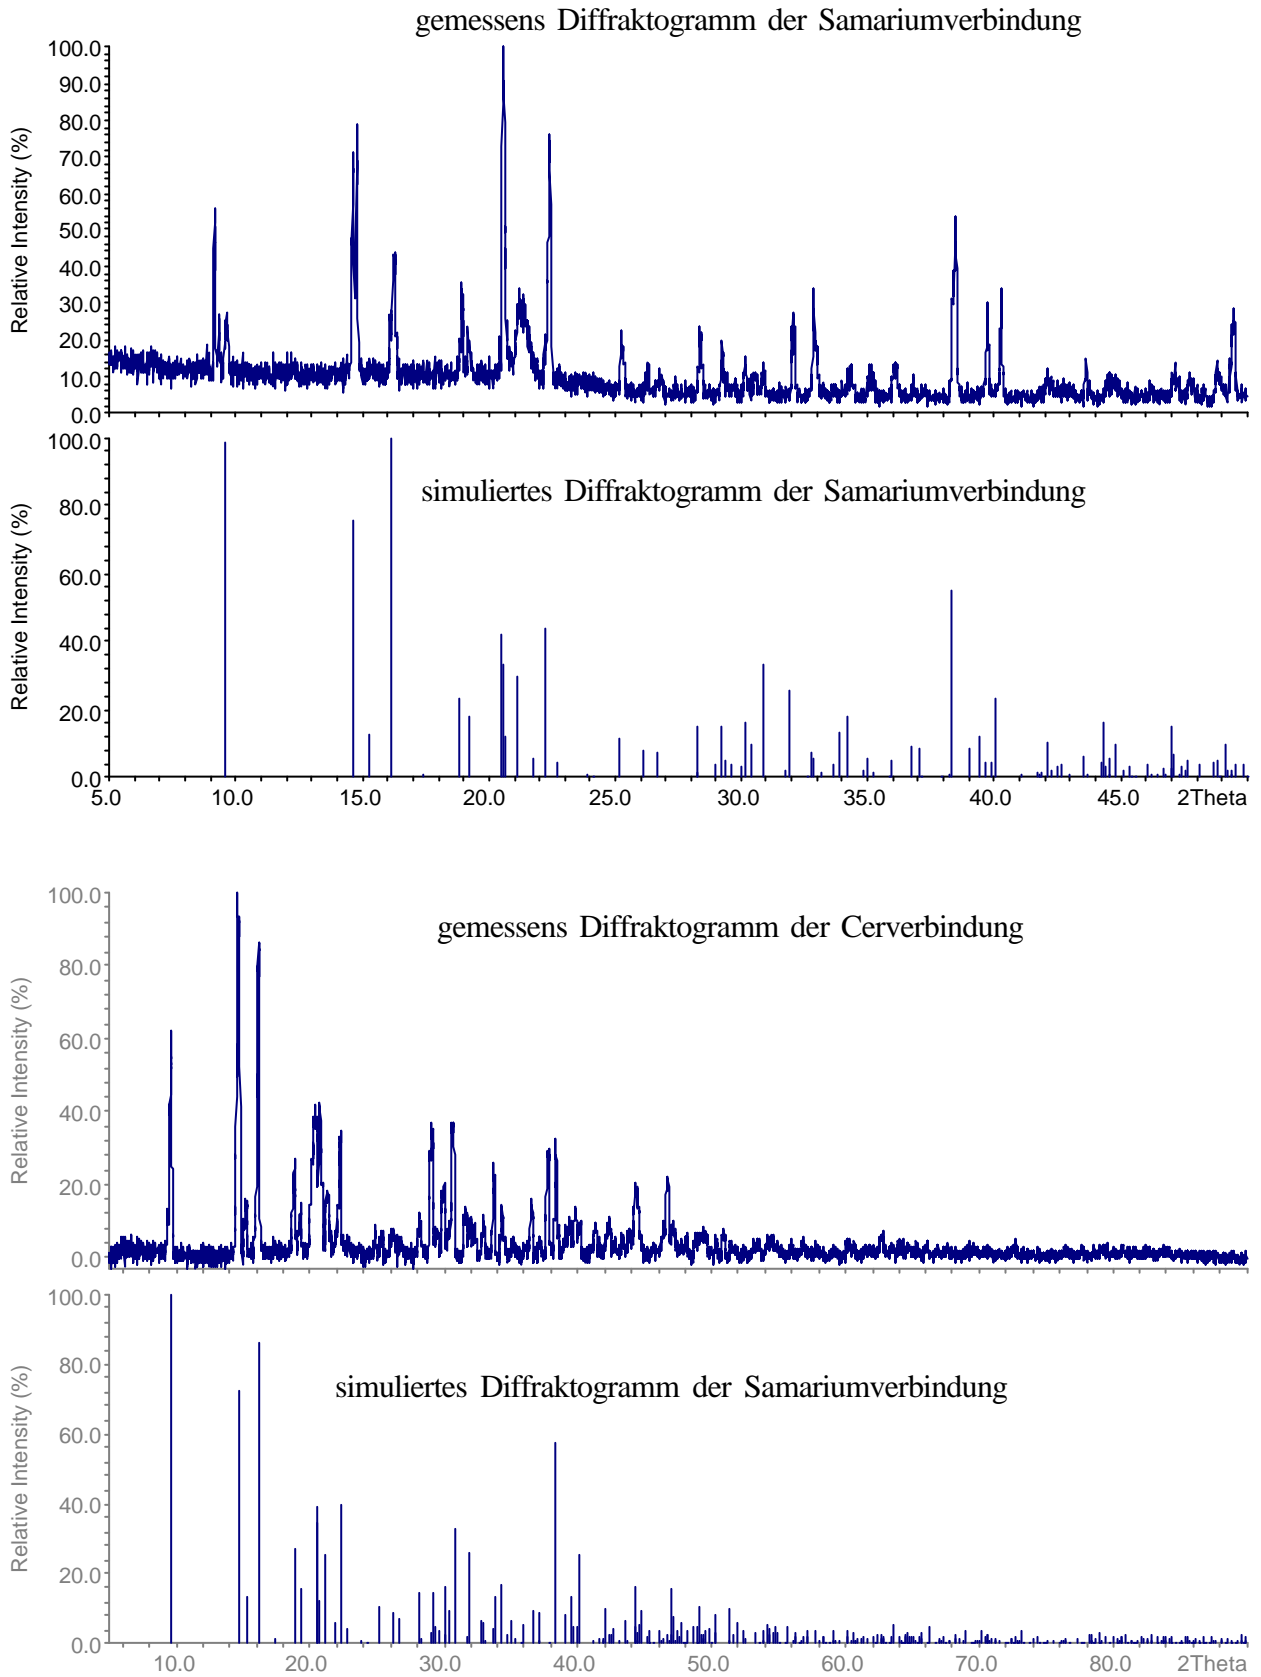 gemessens Diffraktogramm der Samariumverbindung
Relative Intensity (%)
100.0
90.0
80.0
70.0
60.0
50.0
40.0
30.0
20.0
10.0
0.0
simuliertes Diffraktogramm der Samariumverbindung
Relative Intensity (%)
100.0
80.0
60.0
40.0
20.0
0.0
5.0 10.0 15.0 20.0 25.0 30.0 35.0 40.0 45.0 2Theta
gemessens Diffraktogramm der Cerverbindung
Relative Intensity (%)
100.0
80.0
60.0
40.0
20.0
0.0
simuliertes Diffraktogramm der Samariumverbindung
Relative Intensity (%)
100.0
80.0
60.0
40.0
20.0
0.0
10.0 20.0 30.0 40.0 50.0 60.0 70.0 80.0 2Theta